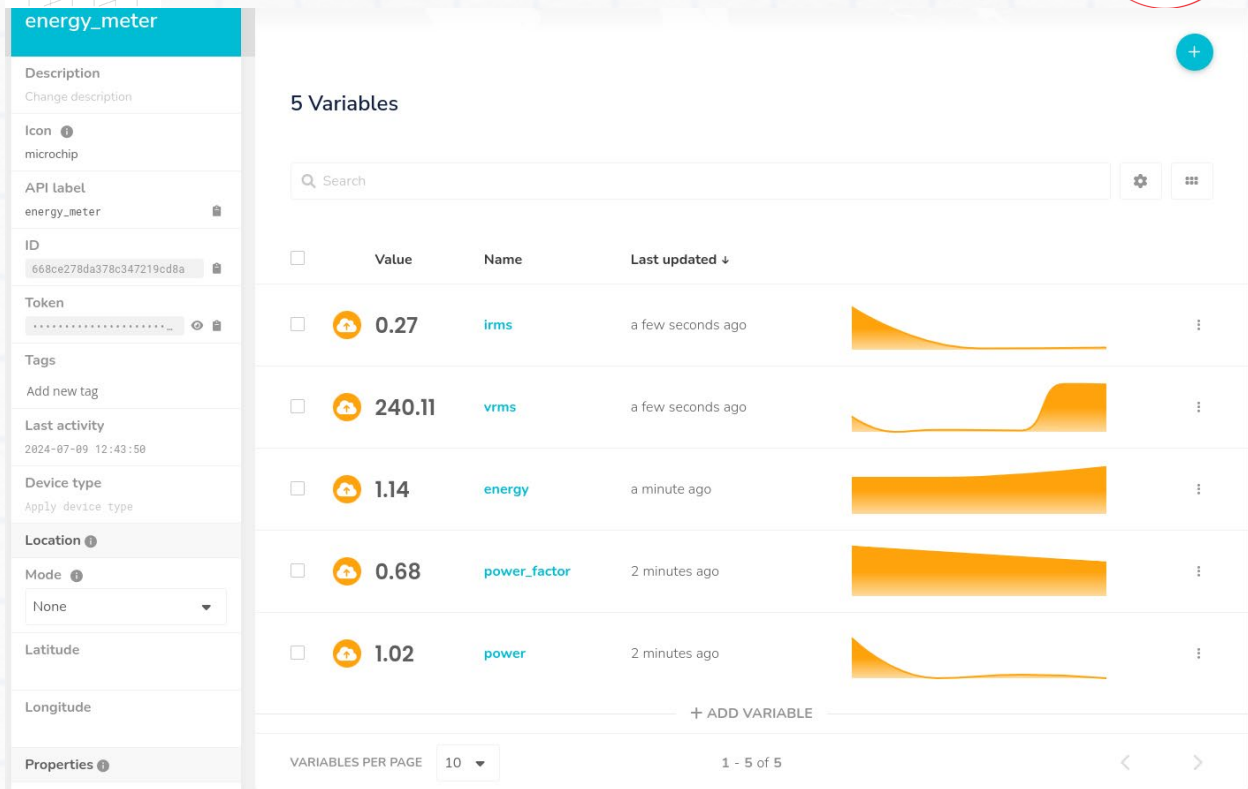 energy_meter
Description
Change description
Icon
microchip
API label
energy_meter
ID
668ce278da378c347219cd8a
Token
Tags
Add new tag
Last activity
2024-07-09 12:43:50
Device type
Apply device type
Location
Mode
None
Latitude
Longitude
Properties
+
5 Variables
Search
Value Name Last updated ↓
0.27 irms a few seconds ago
240.11 vrms a few seconds ago
1.14 energy a minute ago
0.68 power_factor 2 minutes ago
1.02 power 2 minutes ago
+ ADD VARIABLE
VARIABLES PER PAGE 10 1 - 5 of 5